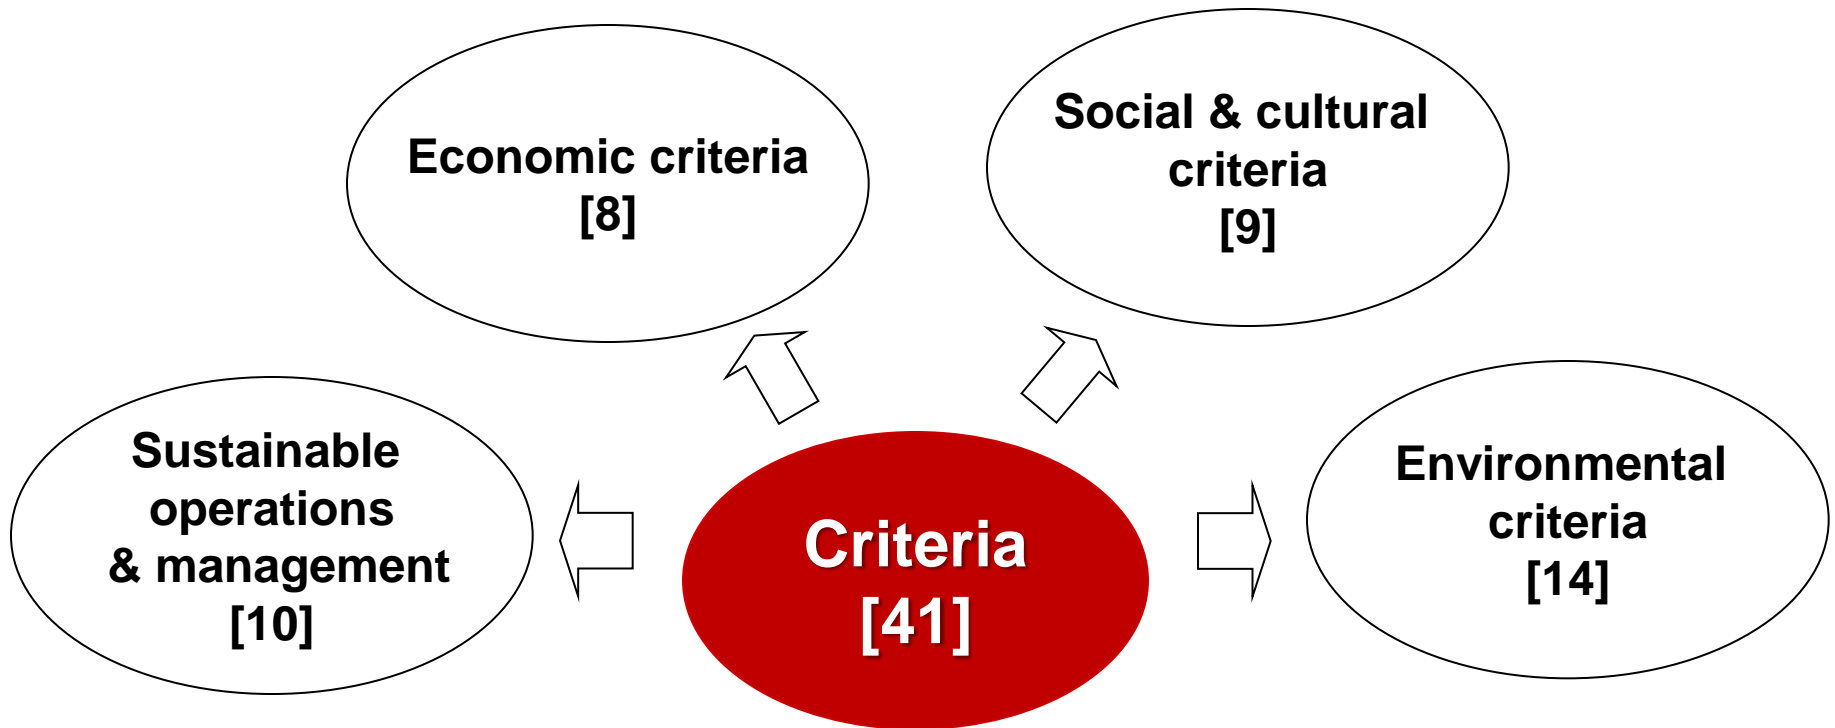 Economic criteria
[8]
Social & cultural
criteria
[9]
Sustainable
operations
& management
[10]
Criteria
[41]
Environmental
criteria
[14]